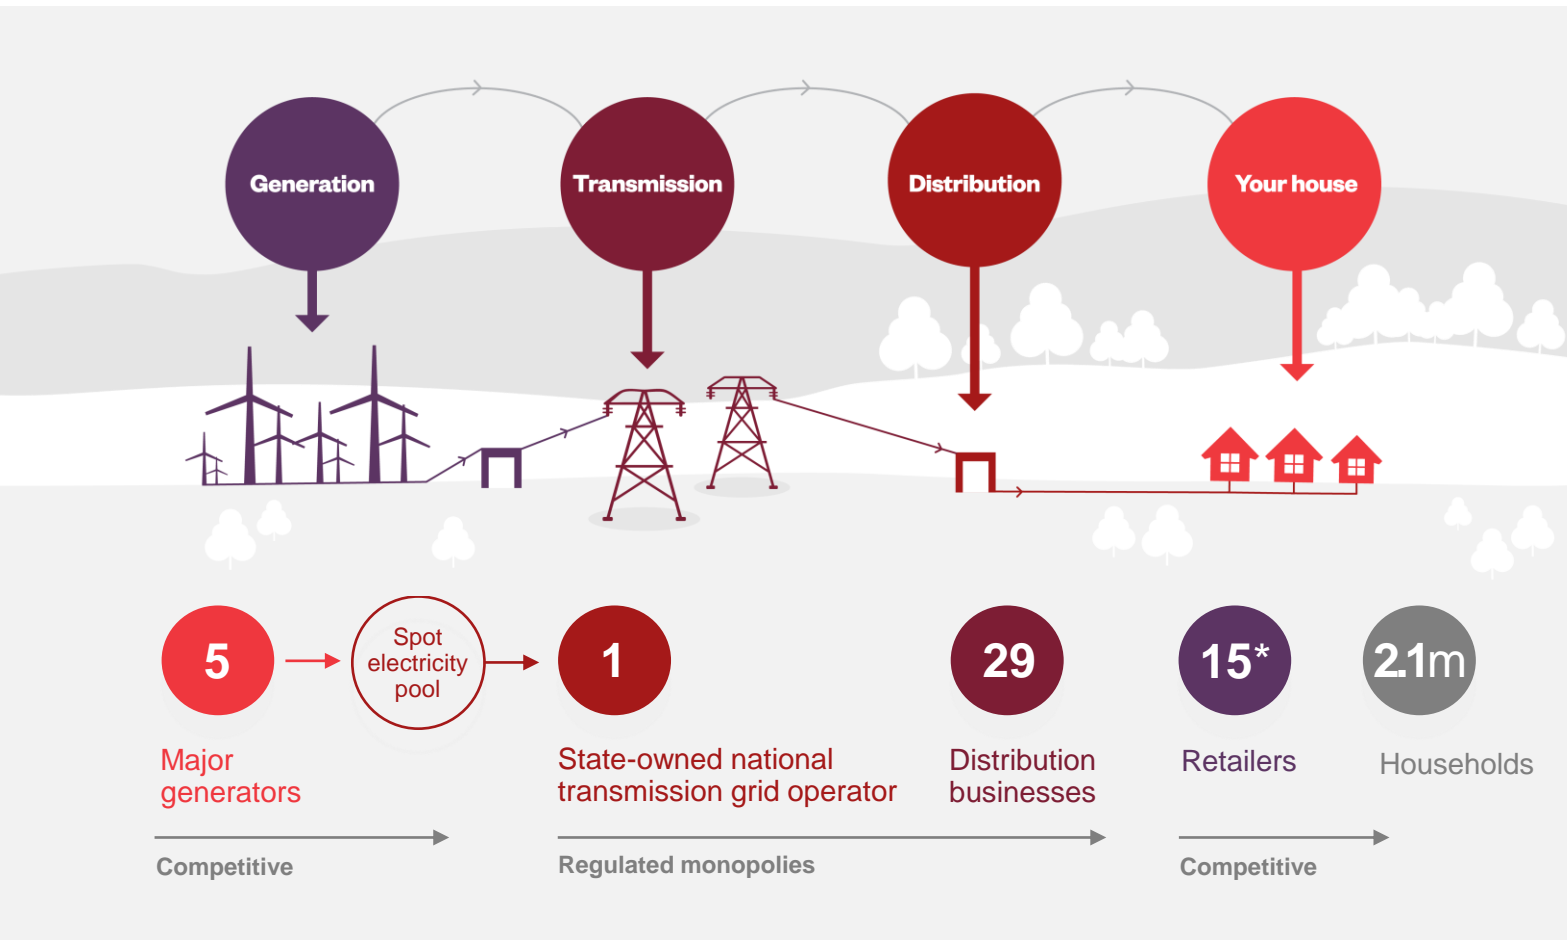 Generation
Transmission
Distribution
Your house
5
Spot
electricity
pool
1
29
15*
2.1m
Major
generators
State-owned national
transmission grid operator
Distribution
businesses
Retailers
Households
Competitive
Regulated monopolies
Competitive